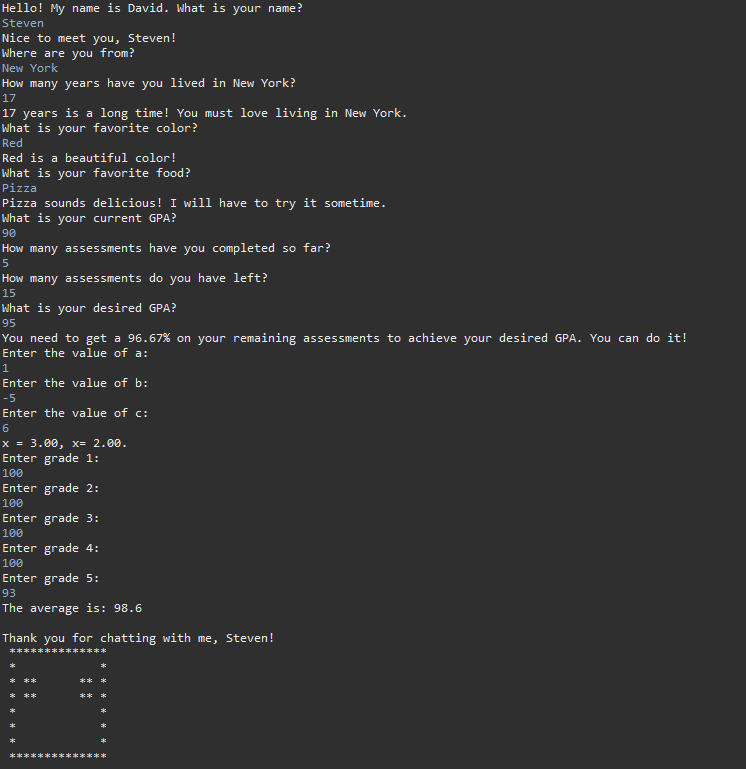 Hello! My name is David. What is your name?
Steven
Nice to meet you, Steven!
Where are you from?
New York
How many years have you lived in New York?
17
17 years is a long time! You must love living in New York.
What is your favorite color?
Red
Red is a beautiful color!
What is your favorite food?
Pizza
Pizza sounds delicious! I will have to try it sometime.
What is your current GPA?
90
How many assessments have you completed so far?
5
How many assessments do you have left?
15
What is your desired GPA?
95
You need to get a 96.67% on your remaining assessments to achieve your desired GPA. You can do it!
Enter the value of a:
1
Enter the value of b:
-5
Enter the value of c:
6
x = 3.00, x= 2.00.
Enter grade 1:
100
Enter grade 2:
100
Enter grade 3:
100
Enter grade 4:
100
Enter grade 5:
93
The average is: 98.6

Thank you for chatting with me, Steven!
 **************
 *            *
 * **      ** *
 * **      ** *
 *            *
 *            *
 *            *
 **************